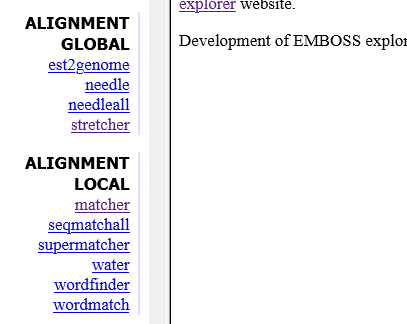 ALIGNMENT
GLOBAL
est2genome
needle
needleall
stretcher
ALIGNMENT
LOCAL
matcher
seqmatchall
supermatcher
water
wordfinder
wordmatch
explorer website.
Development of EMBOSS explor